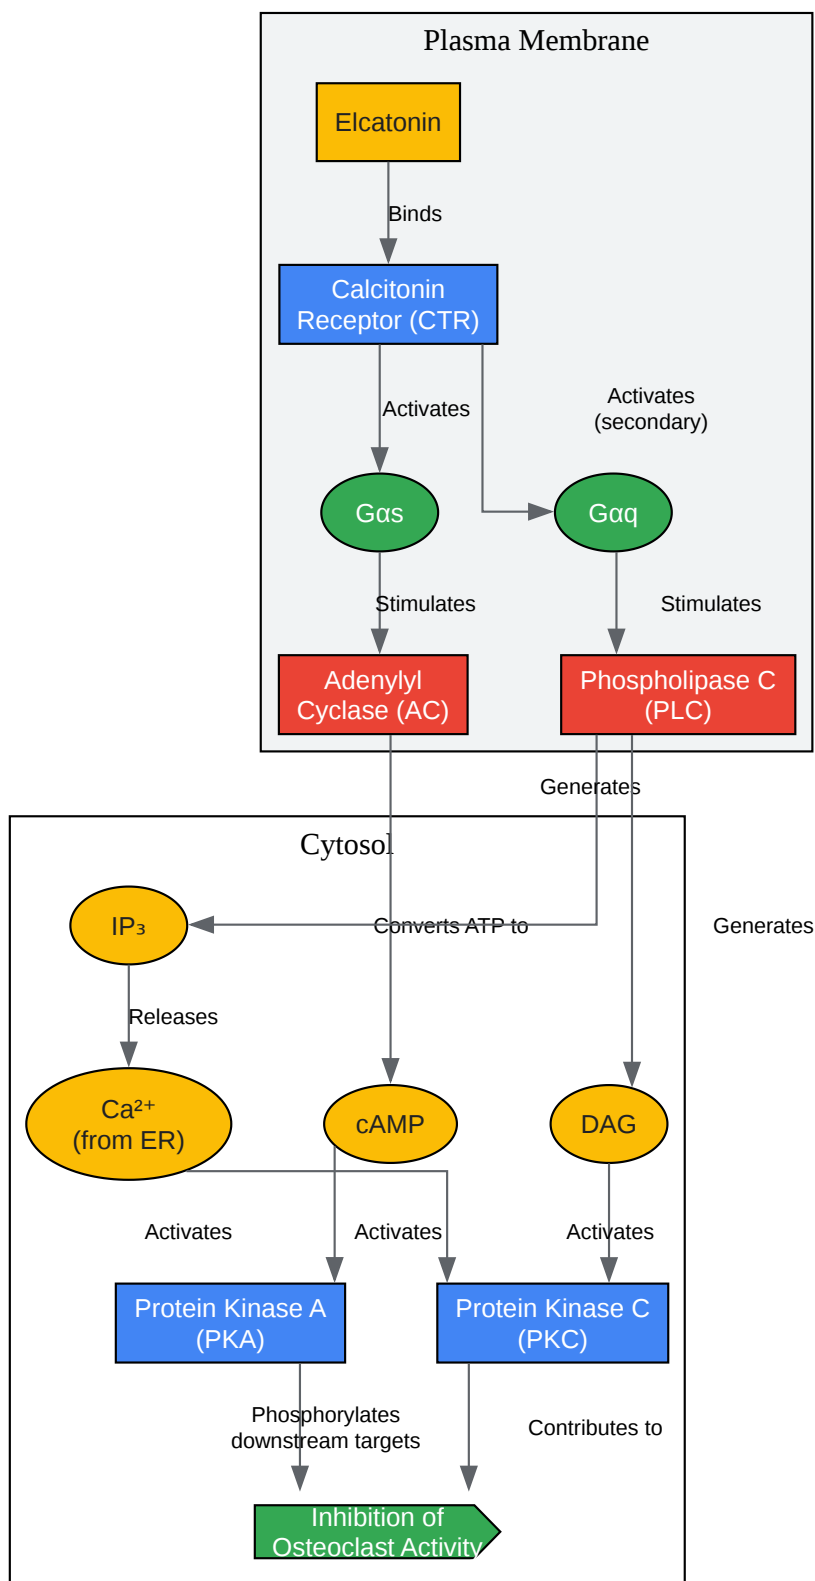 Plasma Membrane
Elcatonin
Binds
Calcitonin
Receptor (CTR)
Activates
Activates
(secondary)
Gαs
Gαq
Stimulates
Stimulates
Adenylyl
Cyclase (AC)
Phospholipase C
(PLC)
Generates
Cytosol
IP₃
Converts ATP to
Generates
Releases
Ca²⁺
(from ER)
cAMP
DAG
Activates
Activates
Activates
Protein Kinase A
(PKA)
Protein Kinase C
(PKC)
Phosphorylates
downstream targets
Contributes to
Inhibition of
Osteoclast Activity